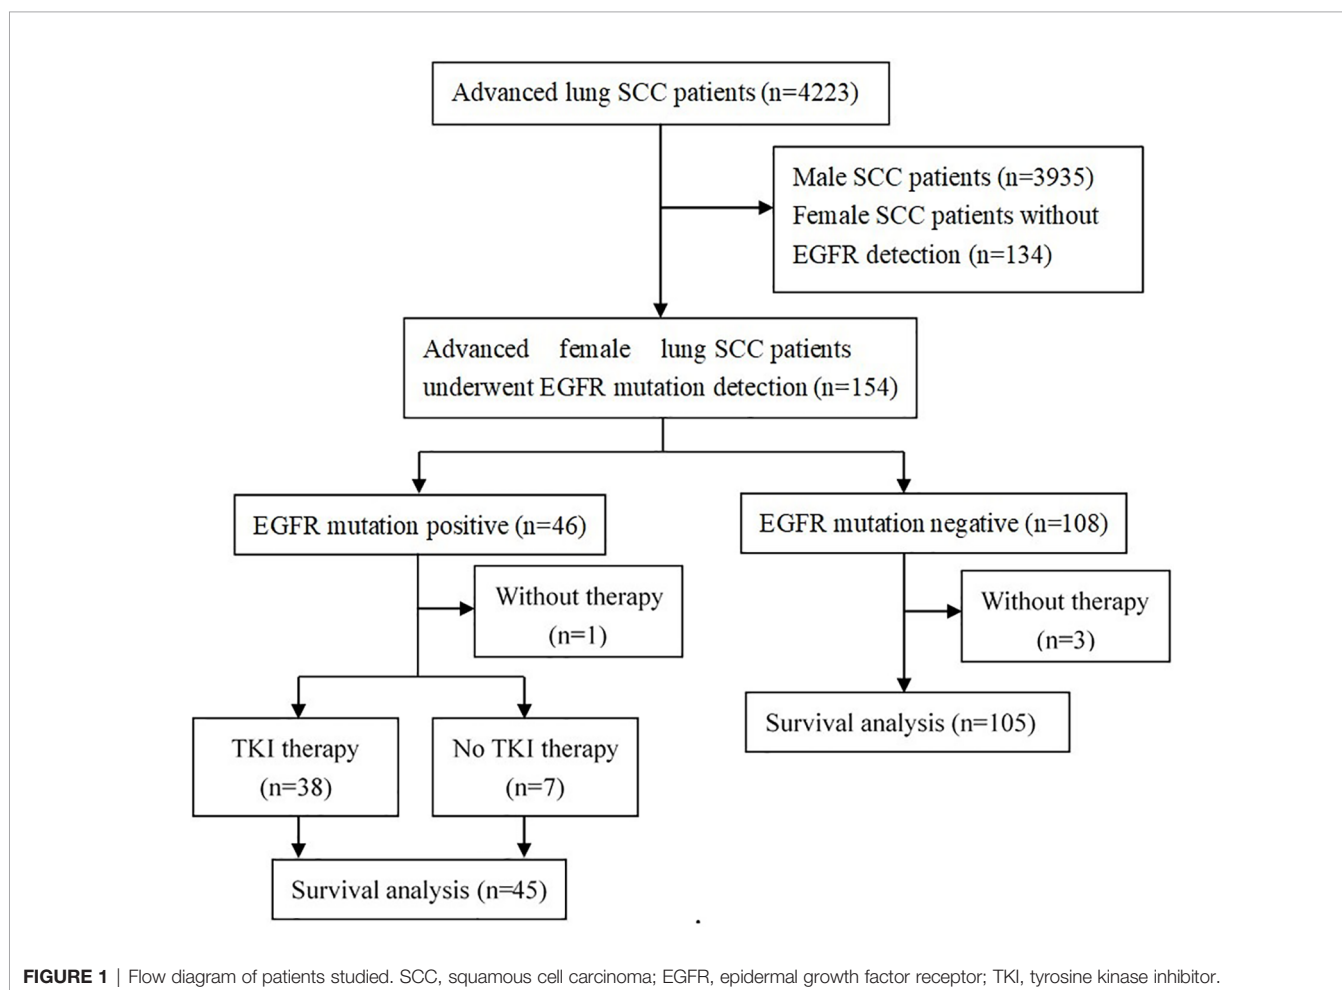 Advanced lung SCC patients (n=4223)
Male SCC patients (n=3935)
Female SCC patients without
EGFR detection (n=134)
Advanced female lung SCC patients
underwent EGFR mutation detection (n=154)
EGFR mutation positive (n=46)
EGFR mutation negative (n=108)
Without therapy
(n=1)
Without therapy
(n=3)
TKI therapy
(n=38)
No TKI therapy
(n=7)
Survival analysis (n=105)
Survival analysis (n=45)
FIGURE 1 | Flow diagram of patients studied. SCC, squamous cell carcinoma; EGFR, epidermal growth factor receptor; TKI, tyrosine kinase inhibitor.